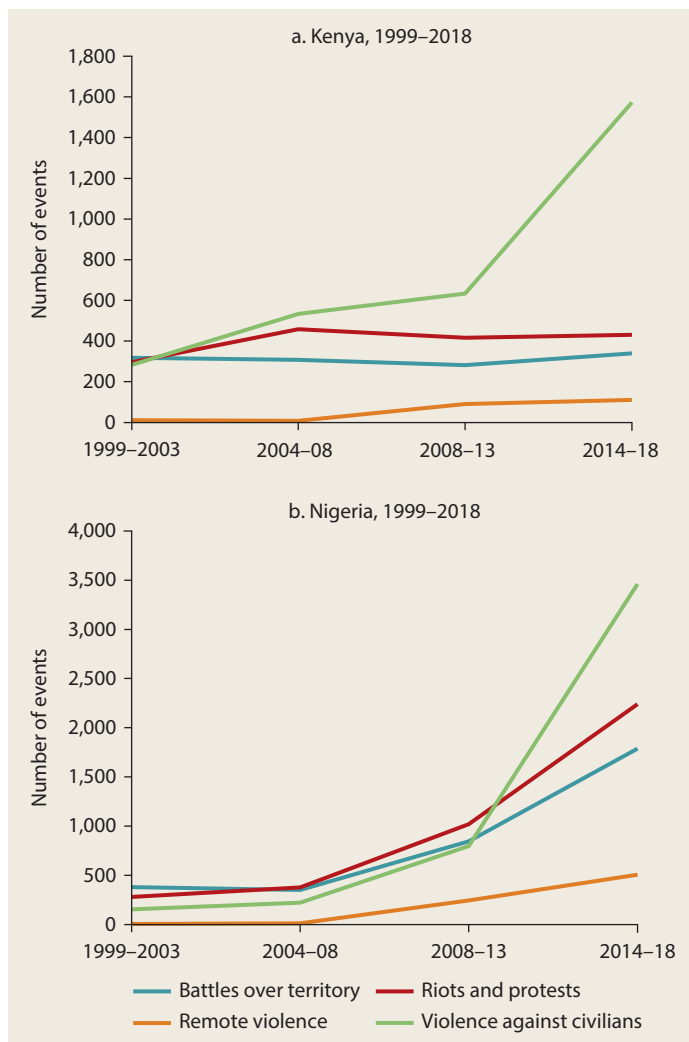 a. Kenya, 1999–2018
Number of events
1,800
1,600
1,400
1,200
1,000
800
600
400
200
0
1999–2003 2004–08 2008–13 2014–18
b. Nigeria, 1999–2018
Number of events
4,000
3,500
3,000
2,500
2,000
1,500
1,000
500
0
1999–2003 2004–08 2008–13 2014–18
Battles over territory Riots and protests
Remote violence Violence against civilians